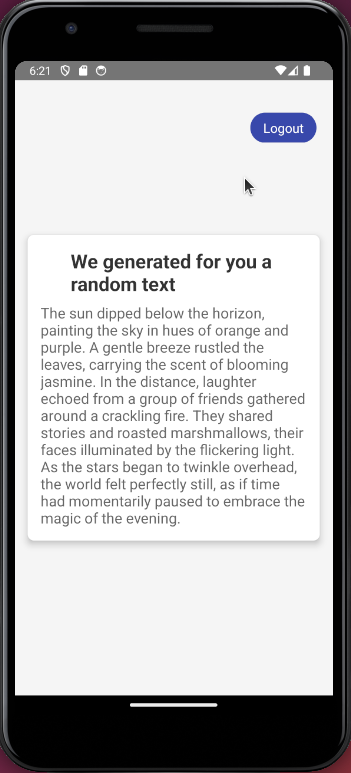 6:21
Logout
We generated for you a
random text
The sun dipped below the horizon,
painting the sky in hues of orange and
purple. A gentle breeze rustled the
leaves, carrying the scent of blooming
jasmine. In the distance, laughter
echoed from a group of friends gathered
around a crackling fire. They shared
stories and roasted marshmallows, their
faces illuminated by the flickering light.
As the stars began to twinkle overhead,
the world felt perfectly still, as if time
had momentarily paused to embrace the
magic of the evening.